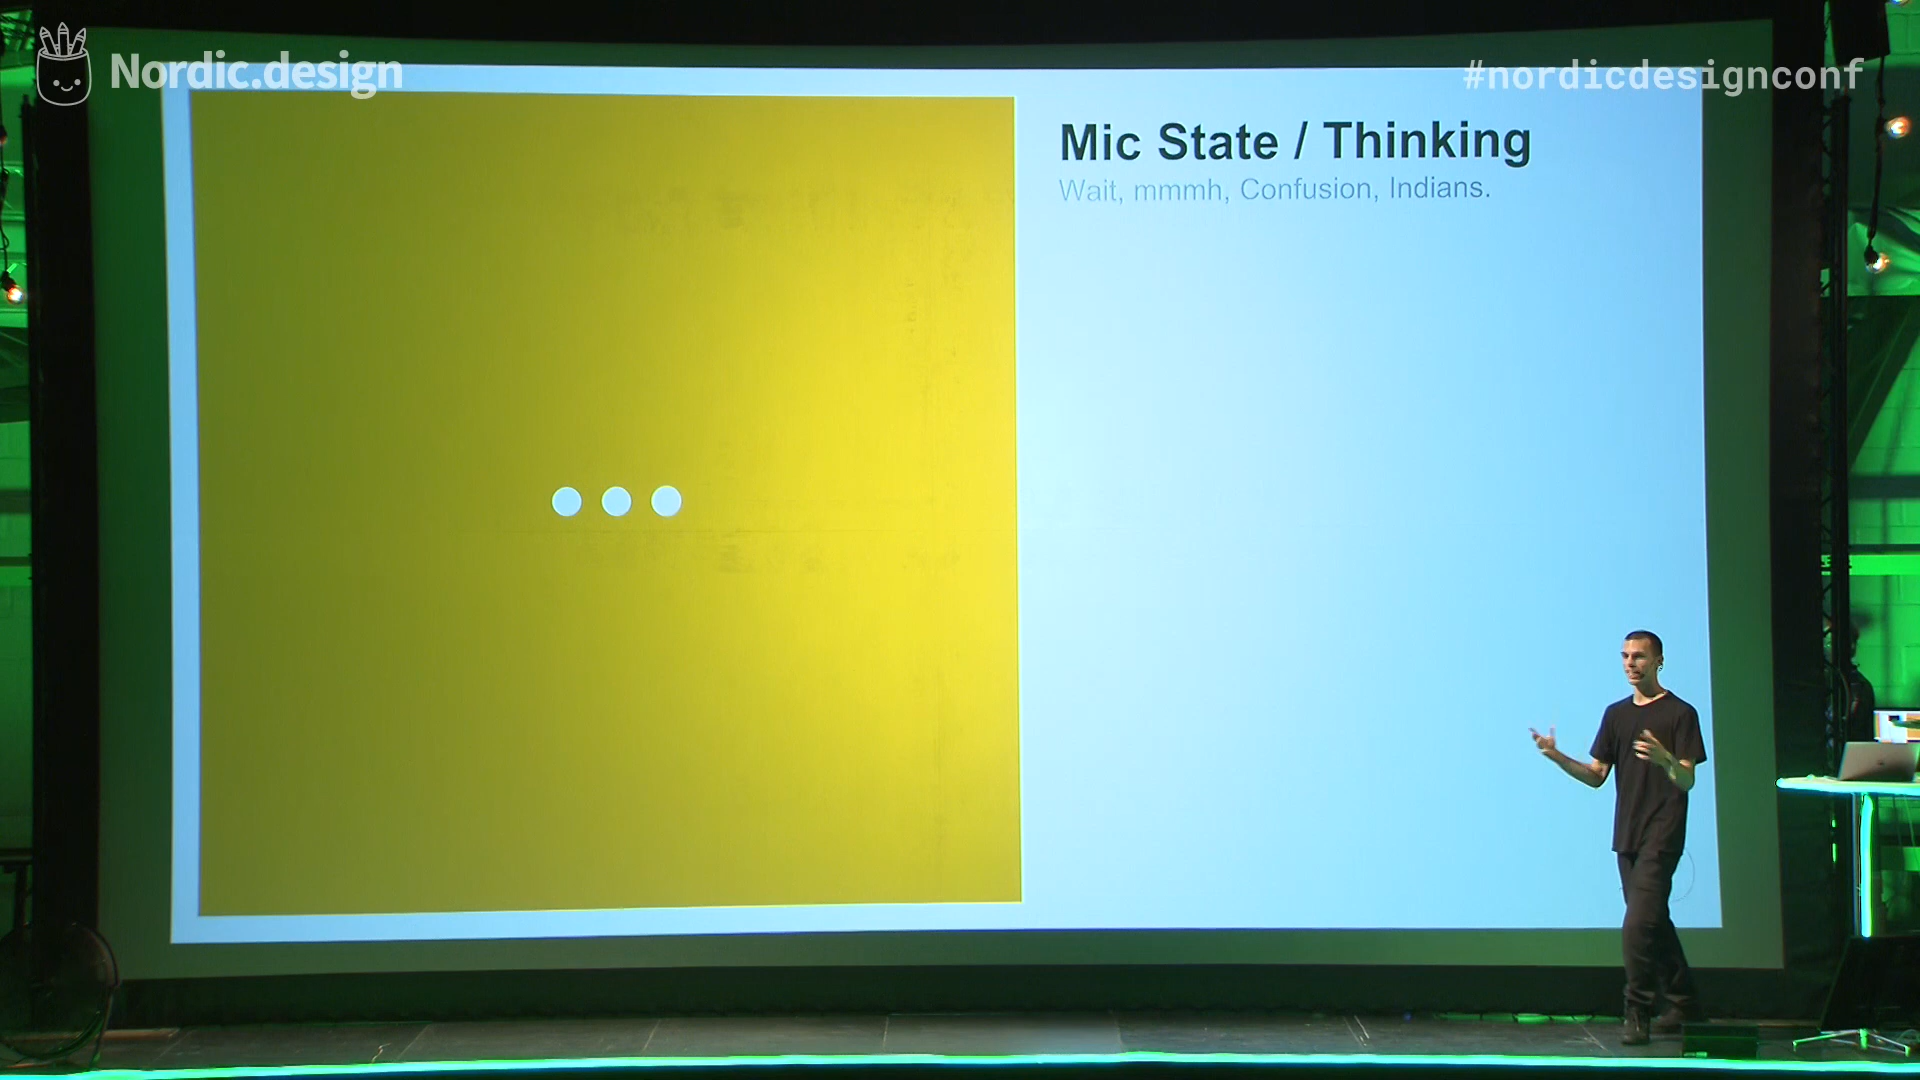 Nordic.design
#nordicdesignconf
Mic State / Thinking
Wait, mmmh, Confusion, Indians.